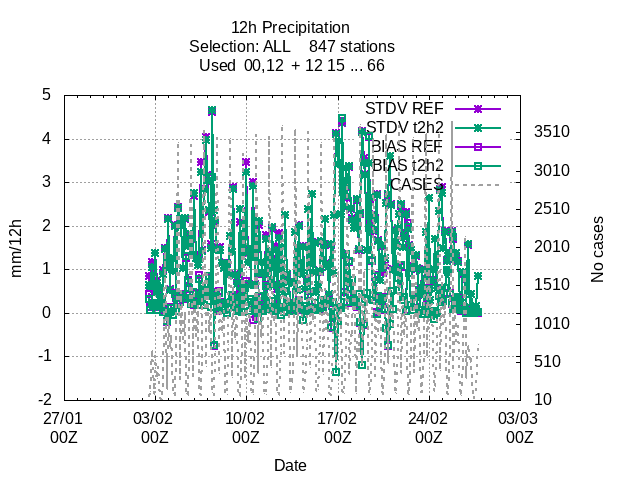 12h Precipitation
Selection: ALL 847 stations
Used 00,12 + 12 15 ... 66
STDV REF
STDV t2h2
BIAS REF
BIAS t2h2
CASES
5
4
3
2
1
0
-1
-2
mm/12h
3510
3010
2510
2010
1510
1010
510
10
No cases
27/01 03/02 10/02 17/02 24/02 03/03
00Z 00Z 00Z 00Z 00Z 00Z
Date